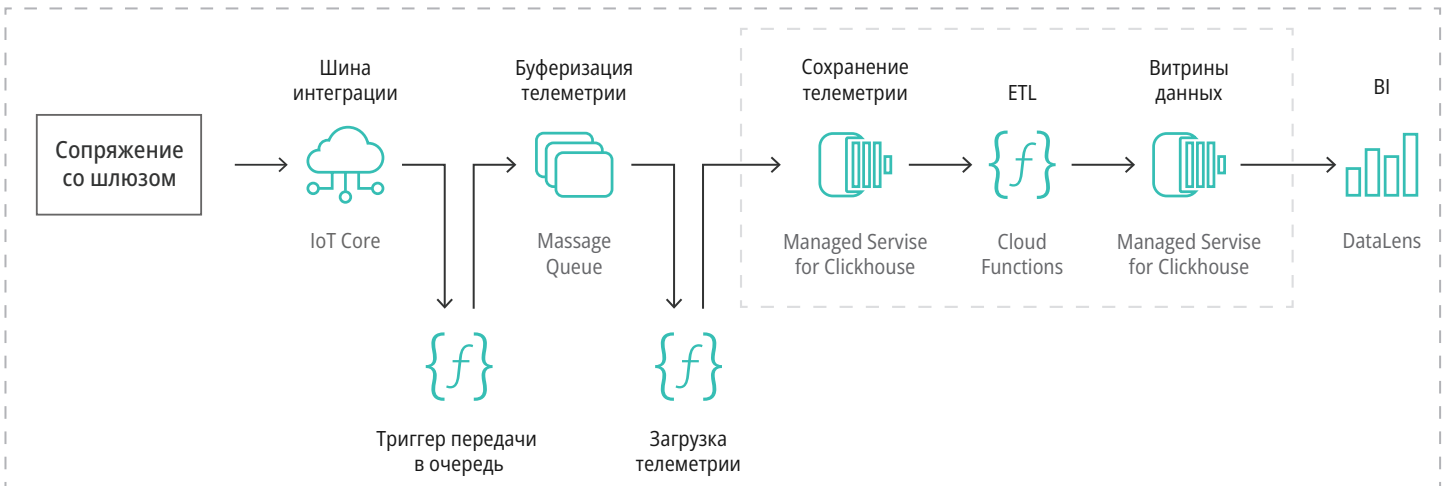 Сопряжение
со шлюзом
Шина
интеграции
IoT Core
Триггер передачи
в очередь
Буферизация
телеметрии
Massage
Queue
Загрузка
телеметрии
Сохранение
телеметрии
Managed Servise
for Clickhouse
ETL
Cloud
Functions
Витрины
данных
Managed Servise
for Clickhouse
BI
DataLens